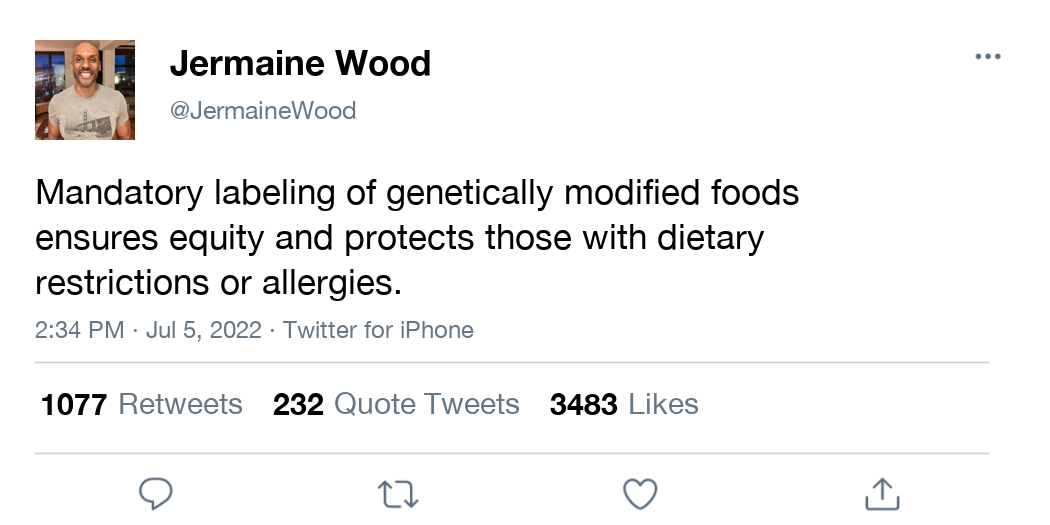 Jermaine Wood
@JermaineWood
Mandatory labeling of genetically modified foods
ensures equity and protects those with dietary
restrictions or allergies.
2:34 PM · Jul 5, 2022 · Twitter for iPhone
1077 Retweets 232 Quote Tweets 3483 Likes